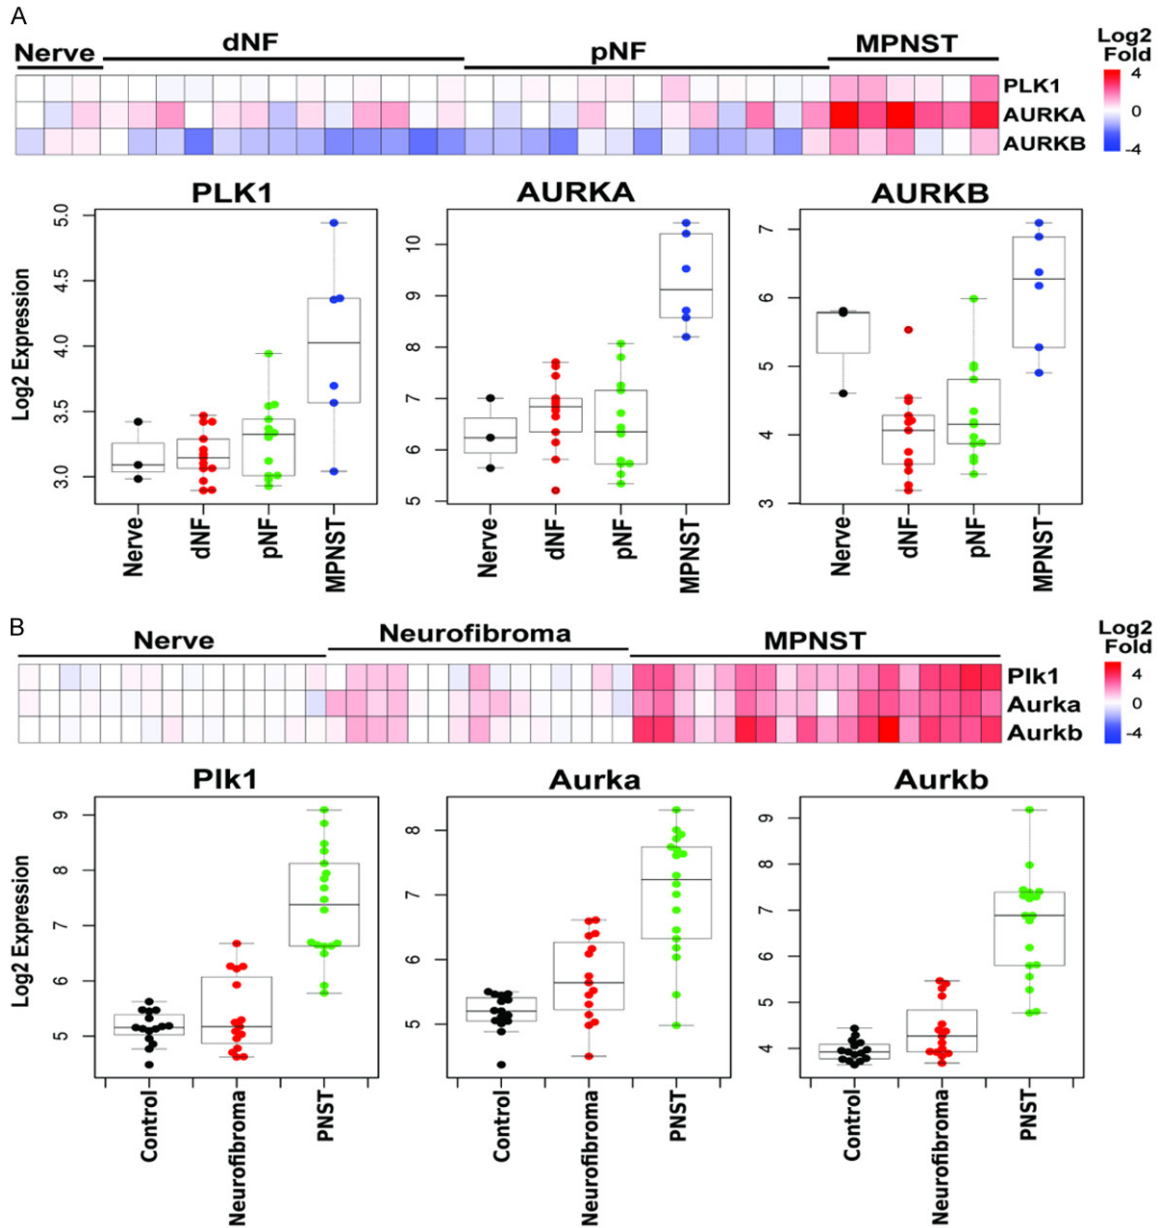 A
Nerve dNF pNF MPNST
Log2
Fold
4
0
-4
PLK1
AURKA
AURKB
PLK1 AURKA AURKB
Log2 Expression
5.0
4.5
4.0
3.5
3.0
Nerve dNF pNF MPNST
10
9
8
7
6
5
Nerve dNF pNF MPNST
7
6
5
4
3
Nerve dNF pNF MPNST
B
Nerve Neurofibroma MPNST
Log2
Fold
4
0
-4
Plk1
Aurka
Aurkb
Plk1 Aurka Aurkb
Log2 Expression
9
8
7
6
5
Control Neurofibroma PNST
8
7
6
5
Control Neurofibroma PNST
9
8
7
6
5
4
Control Neurofibroma PNST